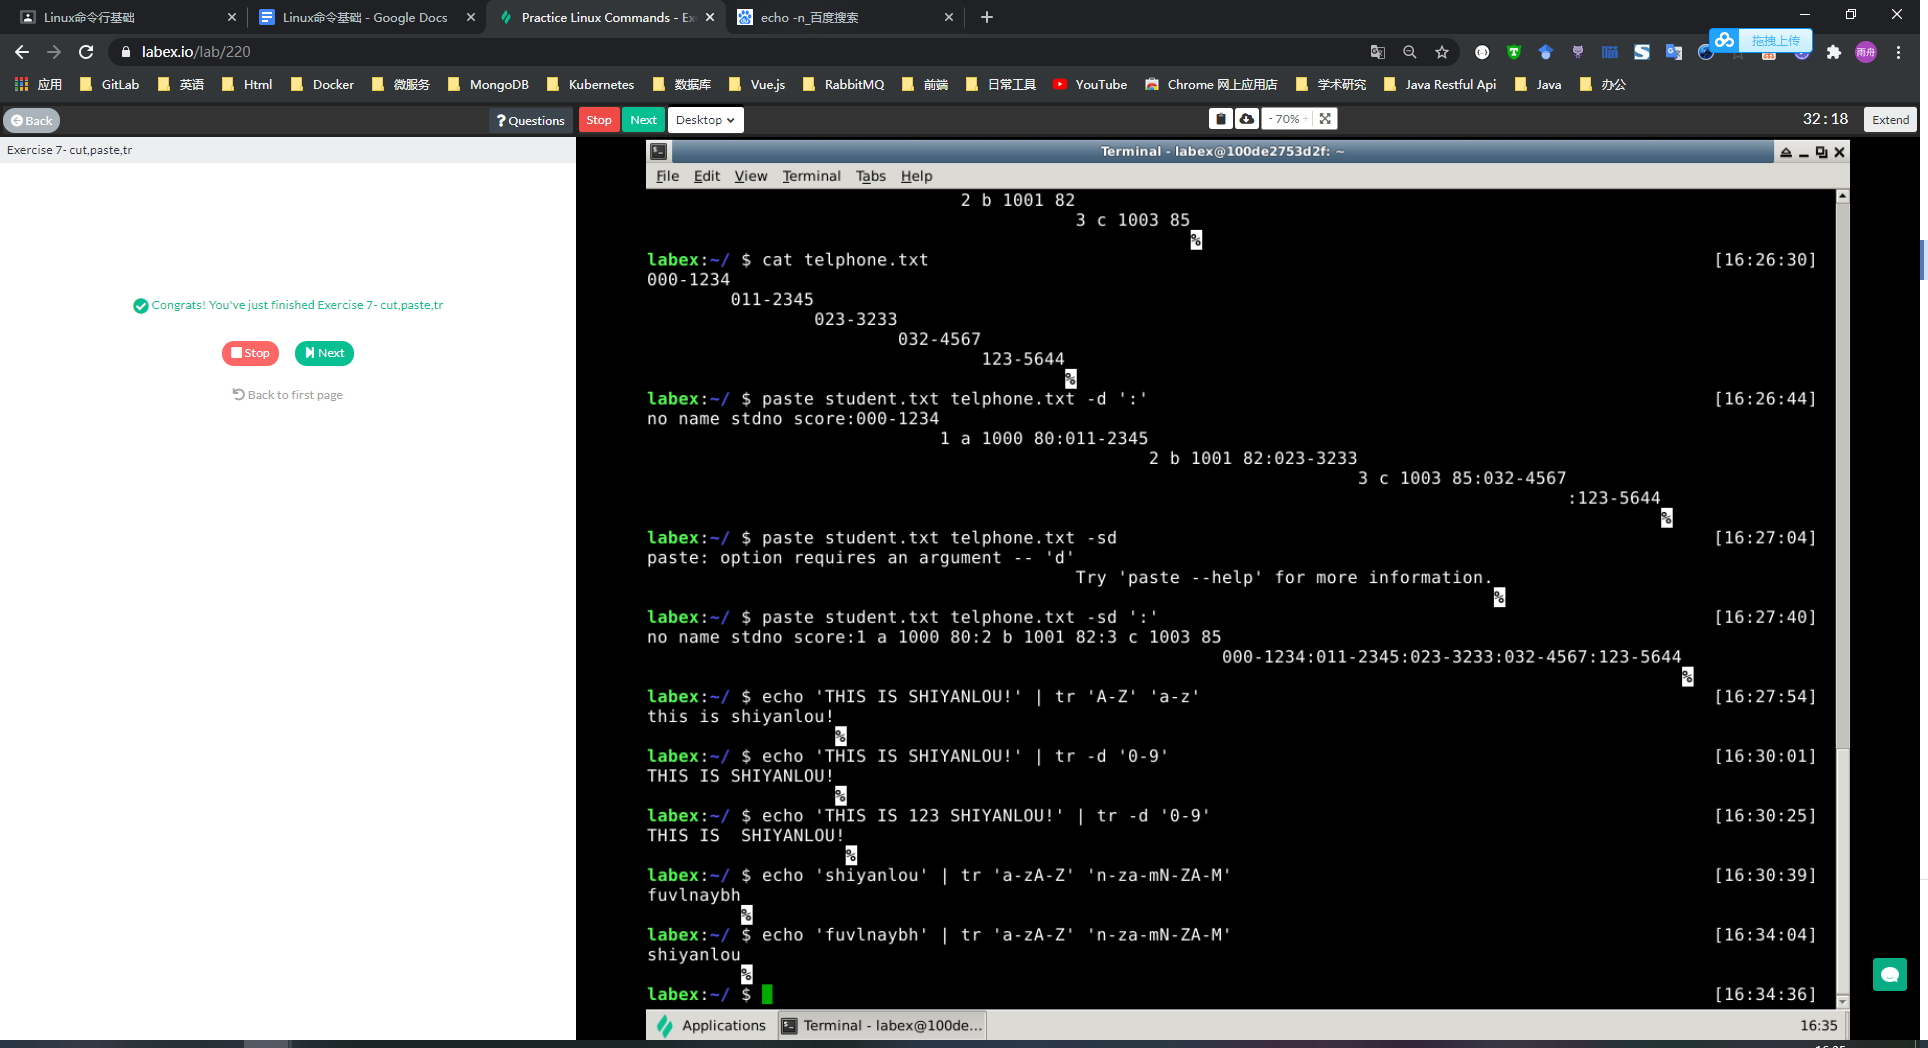 Linux命令行基础
Linux命令基础 - Google Docs
Practice Linux Commands - Ex
echo -n_百度搜索
labex.io/lab/220
拖拽上传
雨舟
应用 GitLab 英语 Html Docker 微服务 MongoDB Kubernetes 数据库 Vue.js RabbitMQ 前端 日常工具 YouTube Chrome 网上应用店 学术研究 Java Restful Api Java 办公
Back ? Questions Stop Next Desktop - 70% + 32:18 Extend
Exercise 7- cut,paste,tr
Congrats! You've just finished Exercise 7- cut,paste,tr
Stop Next
Back to first page
Terminal - labex@100de2753d2f: ~
File Edit View Terminal Tabs Help
2 b 1001 82
3 c 1003 85
%
labex:~/ $ cat telphone.txt [16:26:30]
000-1234
011-2345
023-3233
032-4567
123-5644
%
labex:~/ $ paste student.txt telphone.txt -d ':' [16:26:44]
no name stdno score:000-1234
1 a 1000 80:011-2345
2 b 1001 82:023-3233
3 c 1003 85:032-4567
:123-5644
%
labex:~/ $ paste student.txt telphone.txt -sd [16:27:04]
paste: option requires an argument -- 'd'
Try 'paste --help' for more information.
%
labex:~/ $ paste student.txt telphone.txt -sd ':' [16:27:40]
no name stdno score:1 a 1000 80:2 b 1001 82:3 c 1003 85
000-1234:011-2345:023-3233:032-4567:123-5644
%
labex:~/ $ echo 'THIS IS SHIYANLOU!' | tr 'A-Z' 'a-z' [16:27:54]
this is shiyanlou!
%
labex:~/ $ echo 'THIS IS SHIYANLOU!' | tr -d '0-9' [16:30:01]
THIS IS SHIYANLOU!
%
labex:~/ $ echo 'THIS IS 123 SHIYANLOU!' | tr -d '0-9' [16:30:25]
THIS IS  SHIYANLOU!
%
labex:~/ $ echo 'shiyanlou' | tr 'a-zA-Z' 'n-za-mN-ZA-M' [16:30:39]
fuvlnaybh
%
labex:~/ $ echo 'fuvlnaybh' | tr 'a-zA-Z' 'n-za-mN-ZA-M' [16:34:04]
shiyanlou
%
labex:~/ $ [16:34:36]
Applications Terminal - labex@100de... 16:35